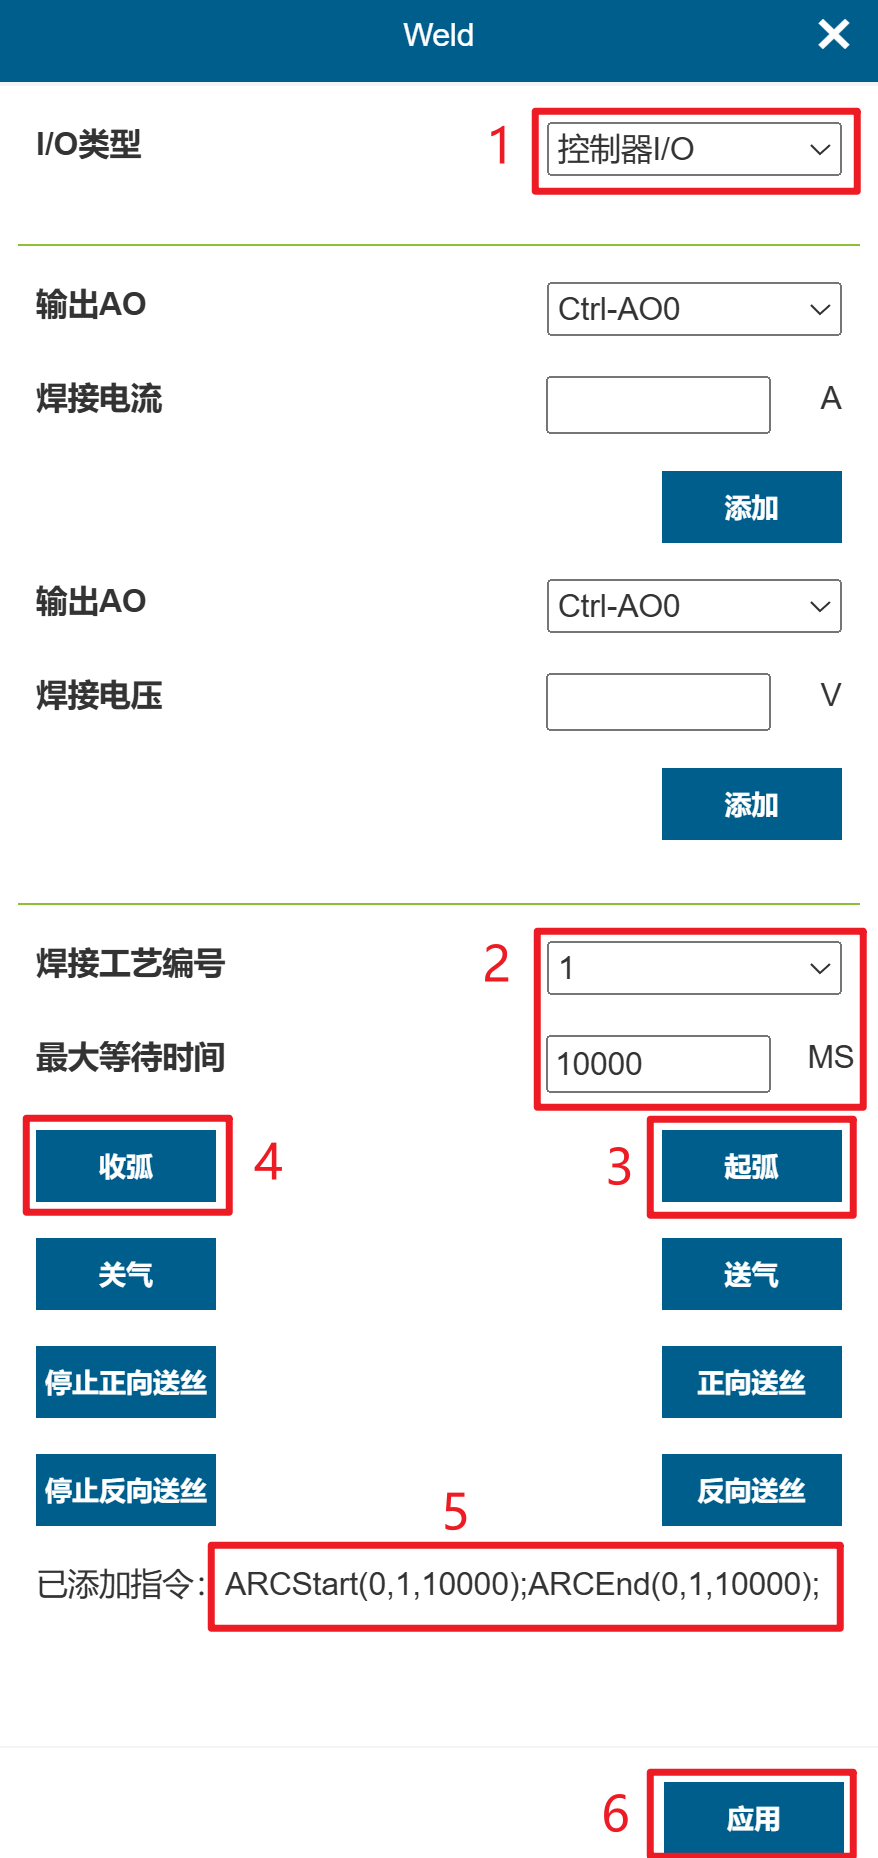 Weld
I/O类型
1
控制器I/O
输出AO
Ctrl-AO0
焊接电流
A
添加
输出AO
Ctrl-AO0
焊接电压
V
添加
焊接工艺编号
2
1
最大等待时间
10000
MS
收弧
4
3
起弧
关气
送气
停止正向送丝
正向送丝
停止反向送丝
反向送丝
5
已添加指令: ARCStart(0,1,10000);ARCEnd(0,1,10000);
6
应用